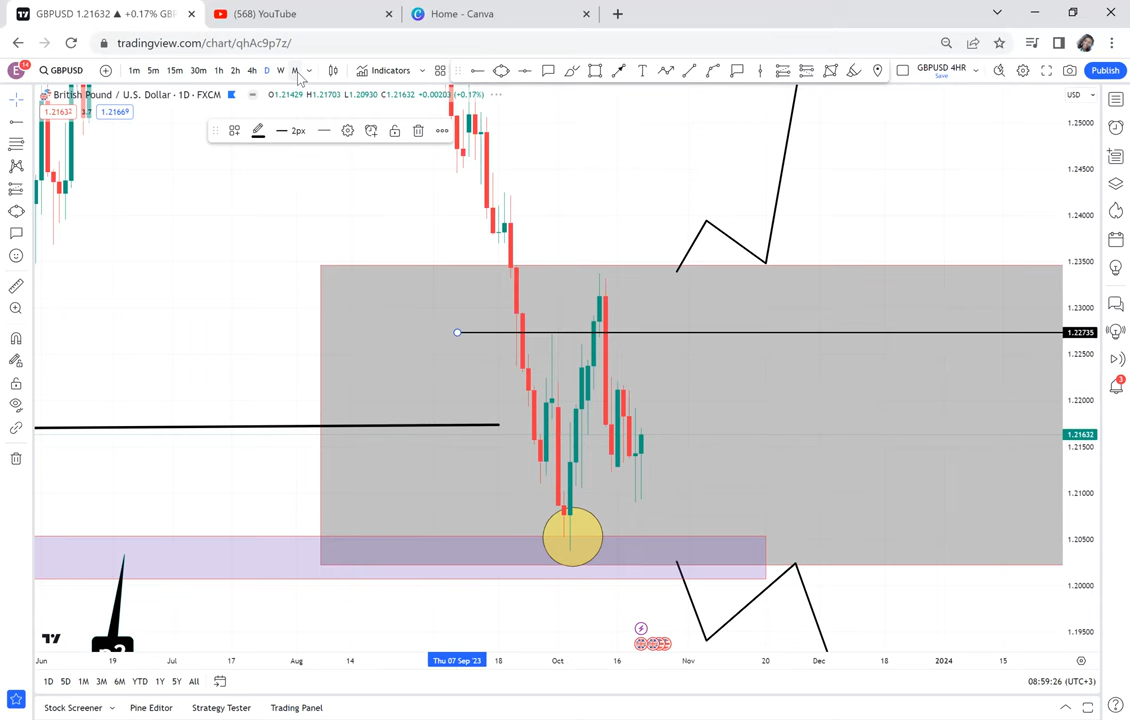 GBPUSD 1.21632 ▲ +0.17% GBP
(568) YouTube
Home - Canva
tradingview.com/chart/qhAc9p7z/
E 14 GBPUSD 1m 5m 15m 30m 1h 2h 4h D W M Indicators GBPUSD 4HR Save Publish
British Pound / U.S. Dollar · 1D · FXCM O1.21429 H1.21703 L1.20930 C1.21632 +0.00203 (+0.17%) USD
1.21632 3.7 1.21669
2px
1.25000
1.24500
1.24000
1.23500
1.23000
1.22735
1.22500
1.22000
1.21632
1.21500
1.21000
1.20500
1.20000
1.19500
3
Jun 19 Jul 17 Aug 14 Thu 07 Sep '23 18 Oct 16 Nov 20 Dec 18 2024 15
1D 5D 1M 3M 6M YTD 1Y 5Y All 08:59:26 (UTC+3)
Stock Screener Pine Editor Strategy Tester Trading Panel